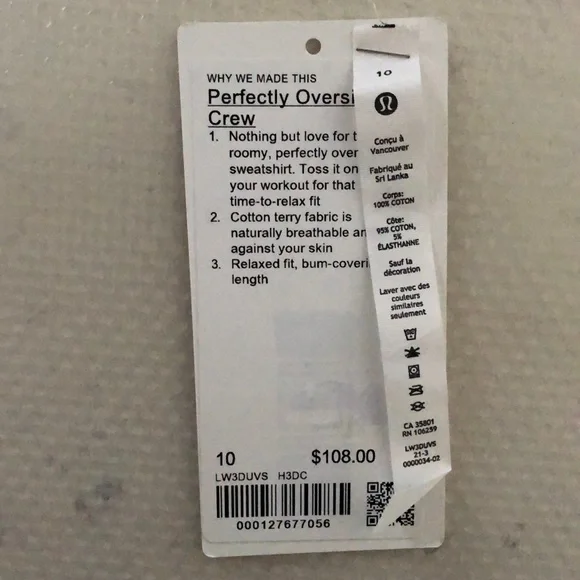 WHY WE MADE THIS
Perfectly Oversi
Crew
1. Nothing but love for t
roomy, perfectly over
sweatshirt. Toss it on
your workout for that
time-to-relax fit
2. Cotton terry fabric is
naturally breathable an
against your skin
3. Relaxed fit, bum-coveri
length
10 $108.00
LW3DUVS H3DC
000127677056
10
Conçu à
Vancouver
Fabriqué au
Sri Lanka
Corps:
100% COTON
Côte:
95% COTON,
5%
ÉLASTHANNE
Sauf la
décoration
Laver avec des
couleurs
similaires
seulement
CA 35801
RN 106259
LW3DUVS
21-3
0000034-02